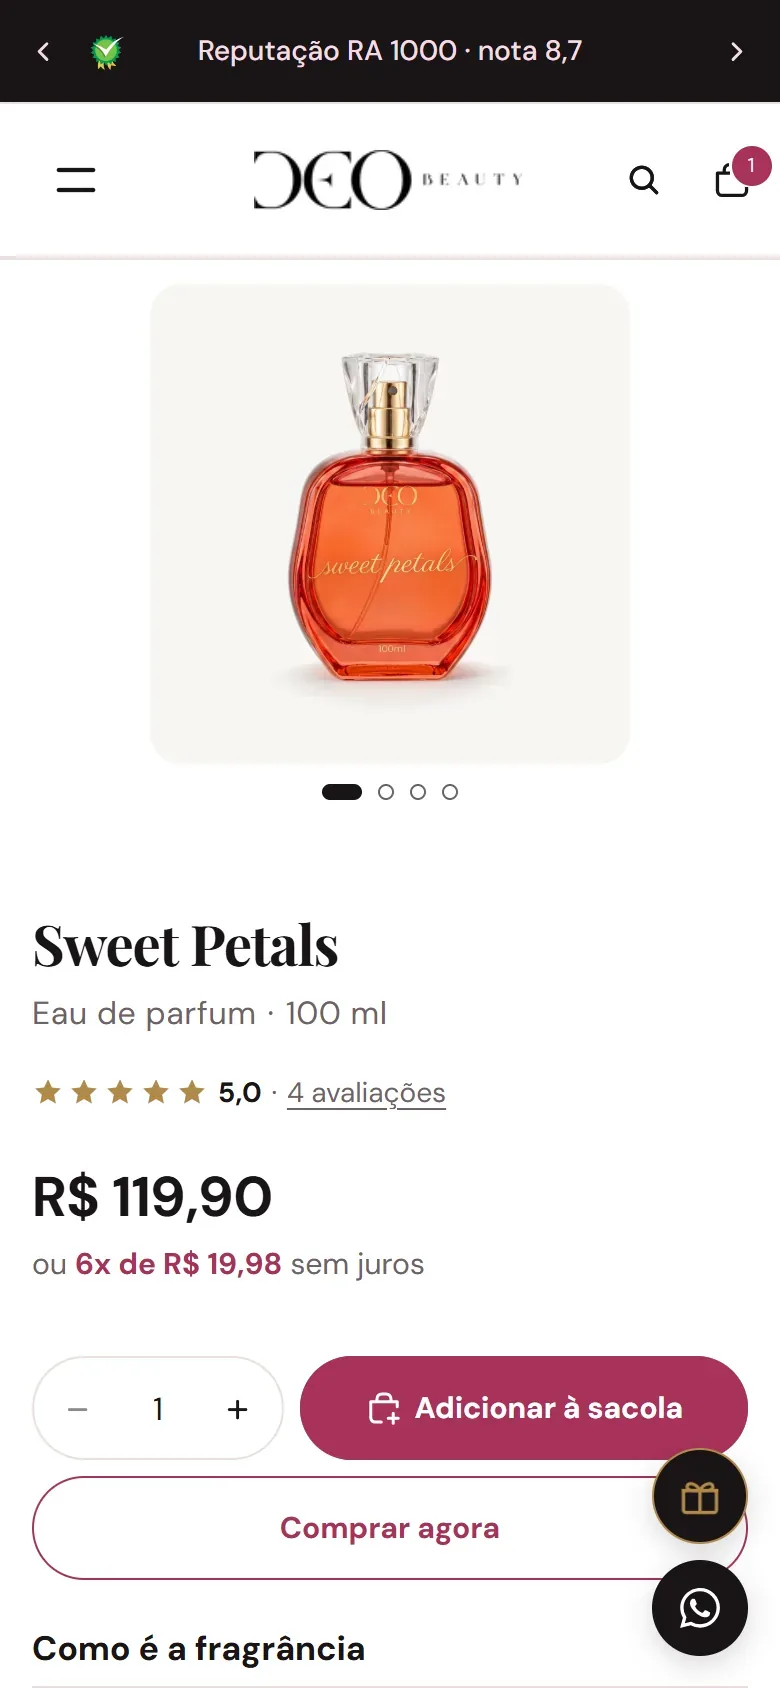 Reputação RA 1000 · nota 8,7
DEO BEAUTY
1
DEO
BEAUTY
sweet petals
100ml
Sweet Petals
Eau de parfum · 100 ml
5,0 · 4 avaliações
R$ 119,90
ou 6x de R$ 19,98 sem juros
− 1 + Adicionar à sacola
Comprar agora
Como é a fragrância